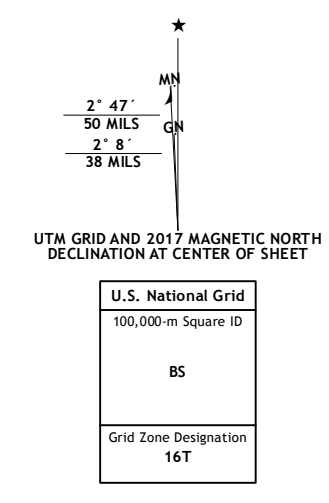 ★
MN
2° 47´
50 MILS
GN
2° 8´
38 MILS
UTM GRID AND 2017 MAGNETIC NORTH
DECLINATION AT CENTER OF SHEET
U.S. National Grid
100,000-m Square ID
BS
Grid Zone Designation
16T